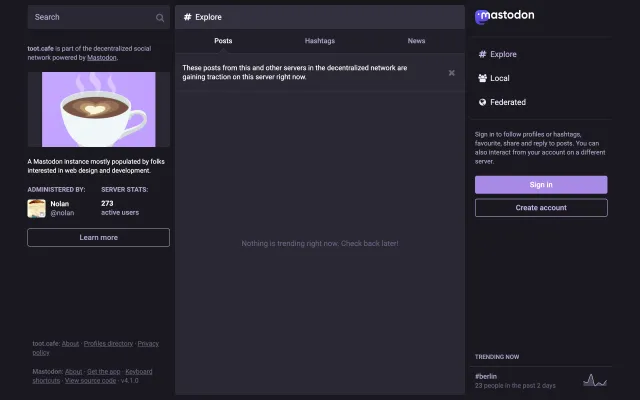 Search
toot.cafe is part of the decentralized social
network powered by Mastodon.
A Mastodon instance mostly populated by folks
interested in web design and development.
ADMINISTERED BY:
Nolan
@nolan
SERVER STATS:
273
active users
Learn more
toot.cafe: About · Profiles directory · Privacy
policy
Mastodon: About · Get the app · Keyboard
shortcuts · View source code · v4.1.0
# Explore
Posts
Hashtags
News
These posts from this and other servers in the decentralized network are
gaining traction on this server right now.
Nothing is trending right now. Check back later!
mastodon
# Explore
Local
Federated
Sign in to follow profiles or hashtags,
favourite, share and reply to posts. You can
also interact from your account on a different
server.
Sign in
Create account
TRENDING NOW
#berlin
23 people in the past 2 days